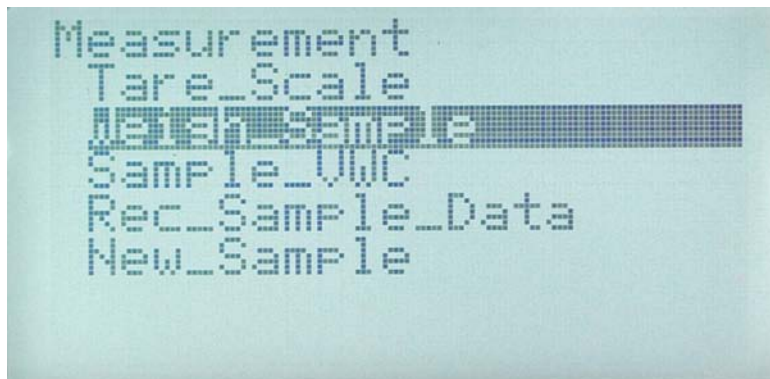 Measurement
Tare_Scale
Weigh_Sample
Sample_VWC
Rec_Sample_Data
New_Sample